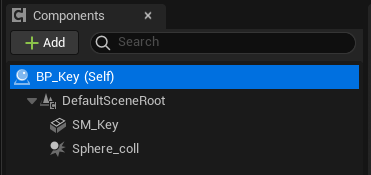 Components
Add
Search
BP_Key (Self)
DefaultSceneRoot
SM_Key
Sphere_coll